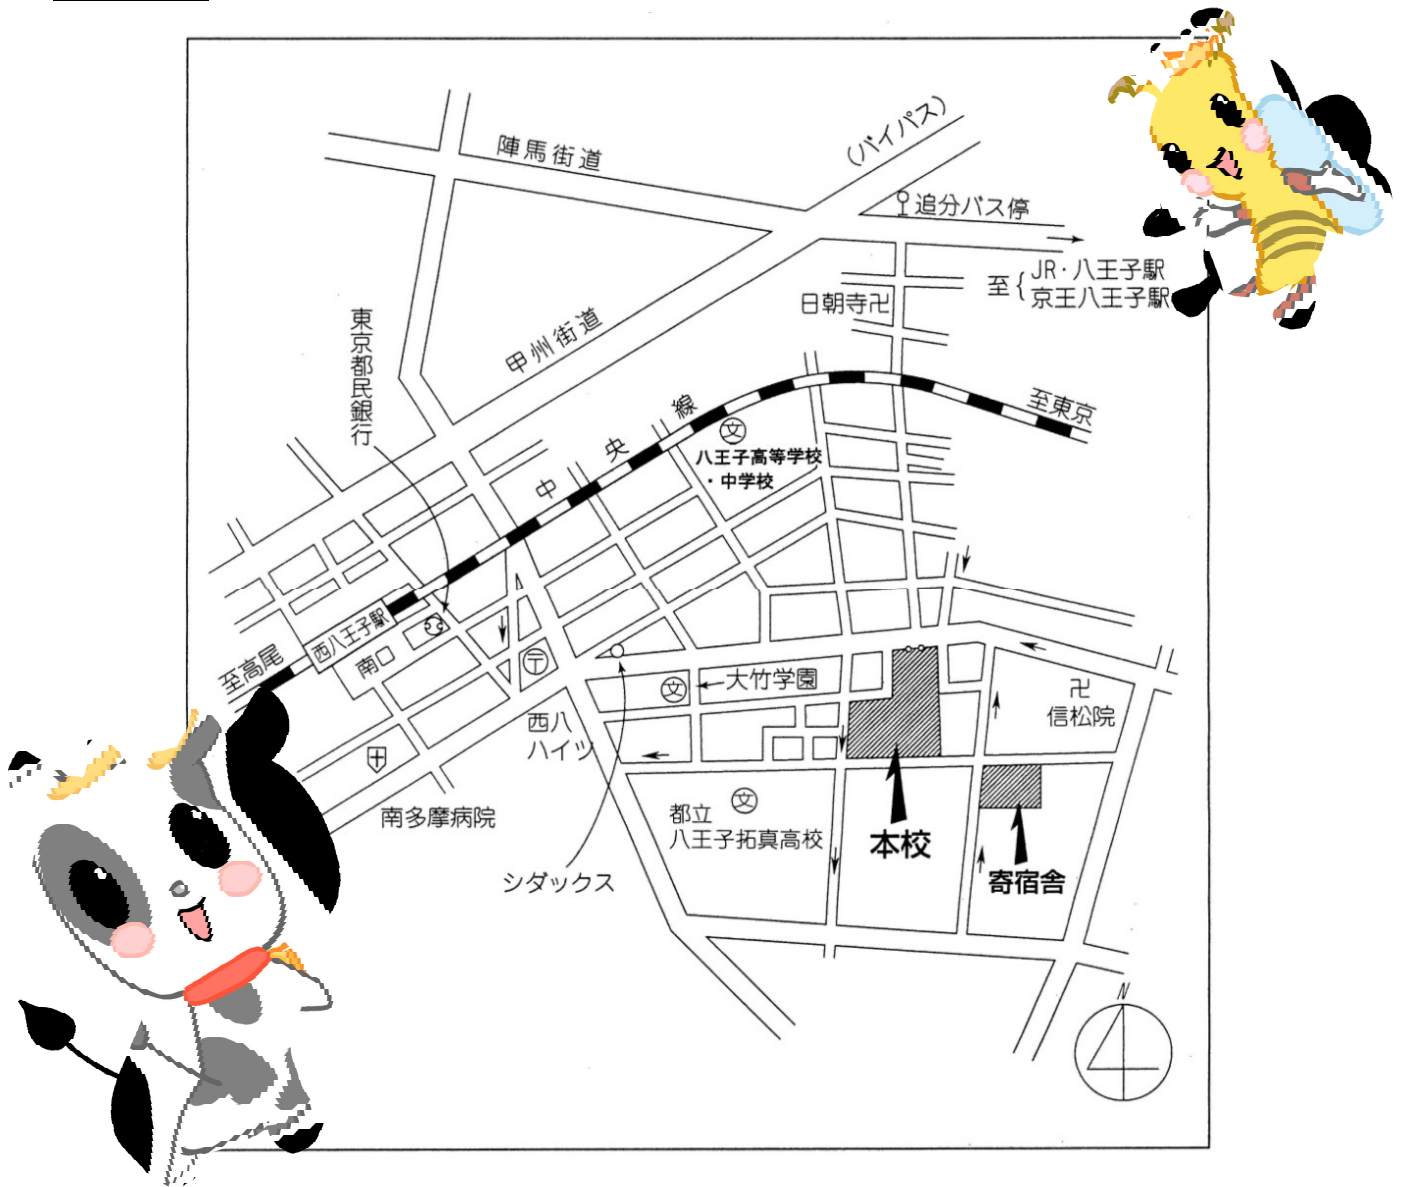 陣馬街道
(バイパス)
追分バス停
至{JR・八王子駅
京王八王子駅
日朝寺卍
甲州街道
東京都民銀行
至東京
中央線
文
八王子高等学校
・中学校
西八王子駅
至高尾
南
〒
文
大竹学園
西八
ハイツ
卍
信松院
南多摩病院
文
都立
八王子拓真高校
本校
寄宿舎
シダックス
N